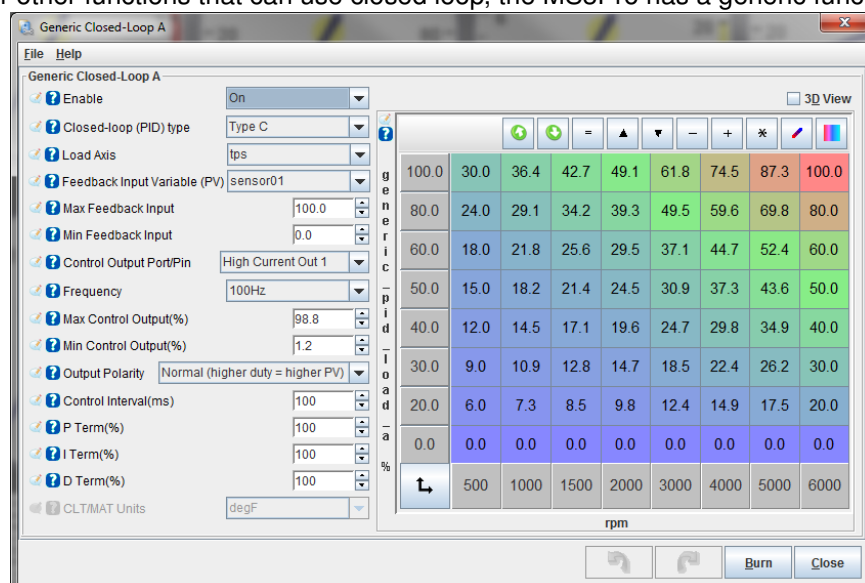 other functions that can use closed loop, the MS3
has a generic
Generic Closed-Loop A
File Help
Generic Closed-Loop A
Enable On
3D View
Closed-loop (PID) type Type C
= - + *
Load Axis tps
Feedback Input Variable (PV) sensor01
Max Feedback Input 100.0
Min Feedback Input 0.0
Control Output Port/Pin High Current Out 1
Frequency 100Hz
Max Control Output(%) 98.8
Min Control Output(%) 1.2
Output Polarity Normal (higher duty = higher PV)
Control Interval(ms) 100
P Term(%) 100
I Term(%) 100
D Term(%) 100
CLT/MAT Units degF
generic_pid_load_a %
100.0 30.0 36.4 42.7 49.1 61.8 74.5 87.3 100.0
80.0 24.0 29.1 34.2 39.3 49.5 59.6 69.8 80.0
60.0 18.0 21.8 25.6 29.5 37.1 44.7 52.4 60.0
50.0 15.0 18.2 21.4 24.5 30.9 37.3 43.6 50.0
40.0 12.0 14.5 17.1 19.6 24.7 29.8 34.9 40.0
30.0 9.0 10.9 12.8 14.7 18.5 22.4 26.2 30.0
20.0 6.0 7.3 8.5 9.8 12.4 14.9 17.5 20.0
0.0 0.0 0.0 0.0 0.0 0.0 0.0 0.0 0.0
500 1000 1500 2000 3000 4000 5000 6000
rpm
Burn Close